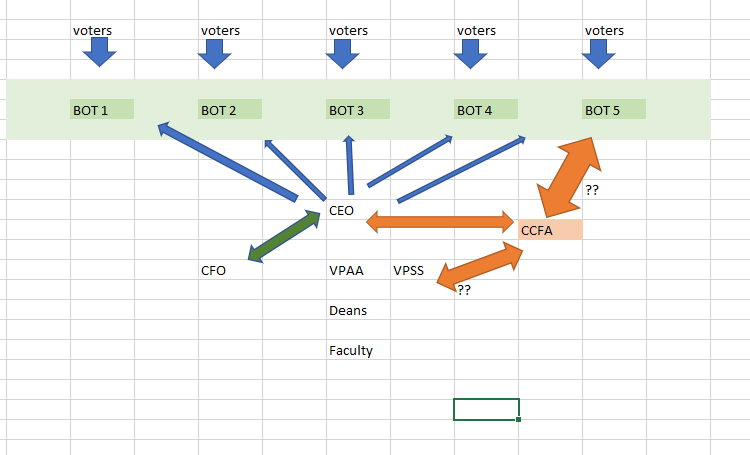 voters voters voters voters voters
BOT 1 BOT 2 BOT 3 BOT 4 BOT 5
??
CEO
CCFA
CFO VPAA VPSS
??
Deans
Faculty